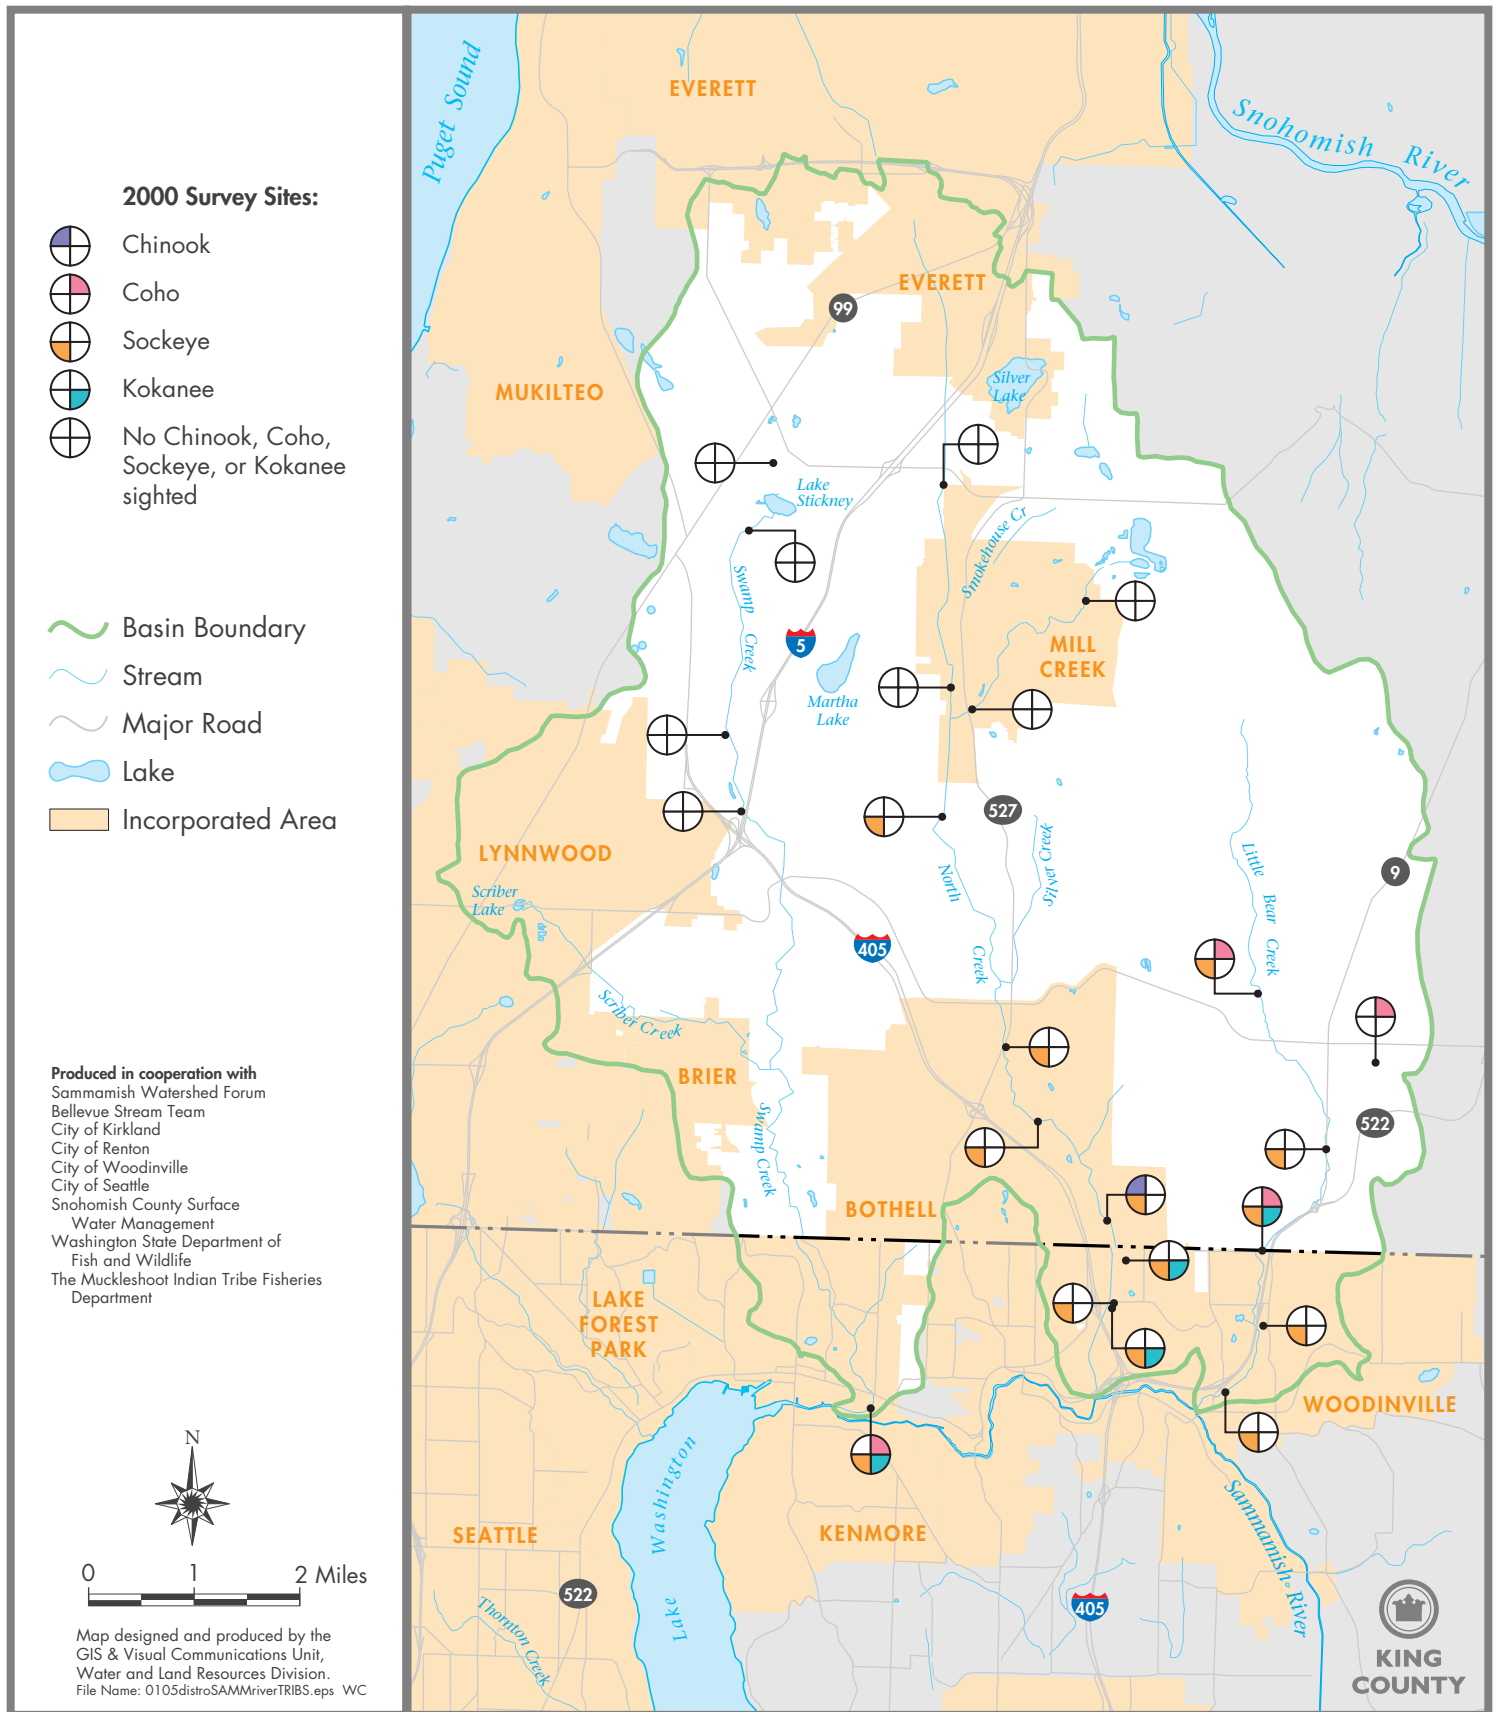 2000 Survey Sites:
Chinook
Coho
Sockeye
Kokanee
No Chinook, Coho,
Sockeye, or Kokanee
sighted
Basin Boundary
Stream
Major Road
Lake
Incorporated Area
Produced in cooperation with
Sammamish Watershed Forum
Bellevue Stream Team
City of Kirkland
City of Renton
City of Woodinville
City of Seattle
Snohomish County Surface
Water Management
Washington State Department of
Fish and Wildlife
The Muckleshoot Indian Tribe Fisheries
Department
N
0 1 2 Miles
Map designed and produced by the
GIS & Visual Communications Unit,
Water and Land Resources Division.
File Name: 0105distroSAMMriverTRIBS.eps WC
Puget Sound
EVERETT
Snohomish River
EVERETT
99
MUKILTEO
Silver
Lake
Lake
Stickney
Smokehouse Cr
Swamp
Creek
5
MILL
CREEK
Martha
Lake
527
LYNNWOOD
Scriber
Lake
North
Creek
Silver Creek
Little
Bear
Creek
9
405
Scriber Creek
BRIER
Swamp Creek
522
BOTHELL
LAKE
FOREST
PARK
WOODINVILLE
Lake Washington
SEATTLE
KENMORE
Sammamish River
522
405
Thornton Creek
KING
COUNTY